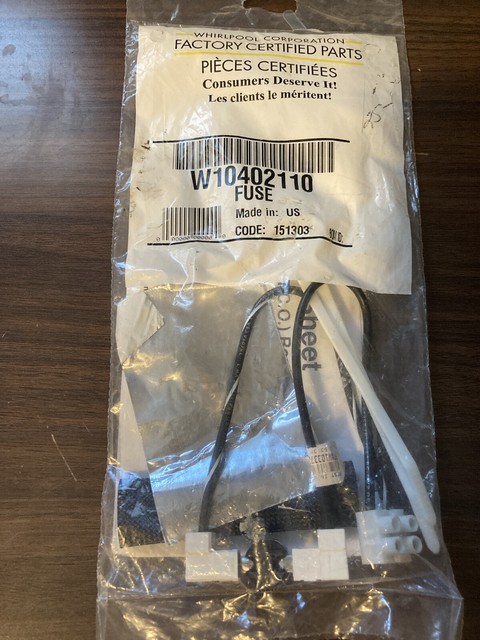 WHIRLPOOL CORPORATION
FACTORY CERTIFIED PARTS
PIÈCES CERTIFIÉES
Consumers Deserve It!
Les clients le méritent!
W10402110
FUSE
Made in: US
CODE: 151303
sheet
C.O.)